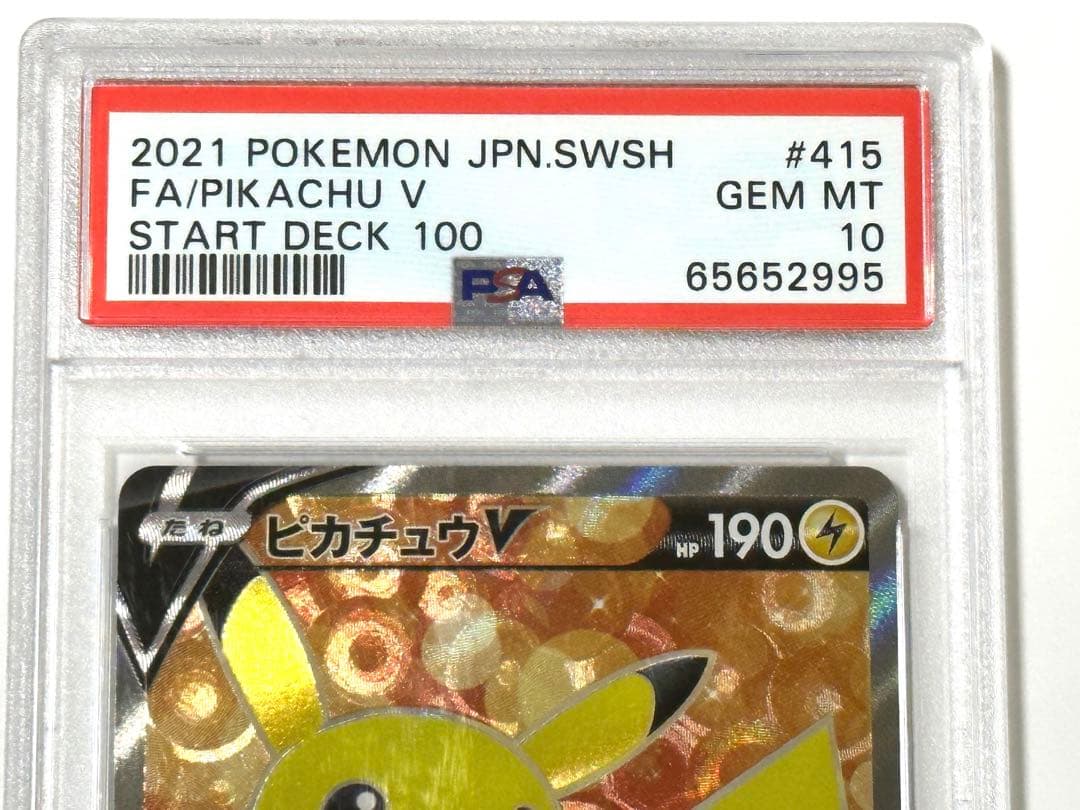 2021 POKEMON JPN.SWSH #415
FA/PIKACHU V GEM MT
START DECK 100 10
65652995
PSA
たね ピカチュウV HP 190